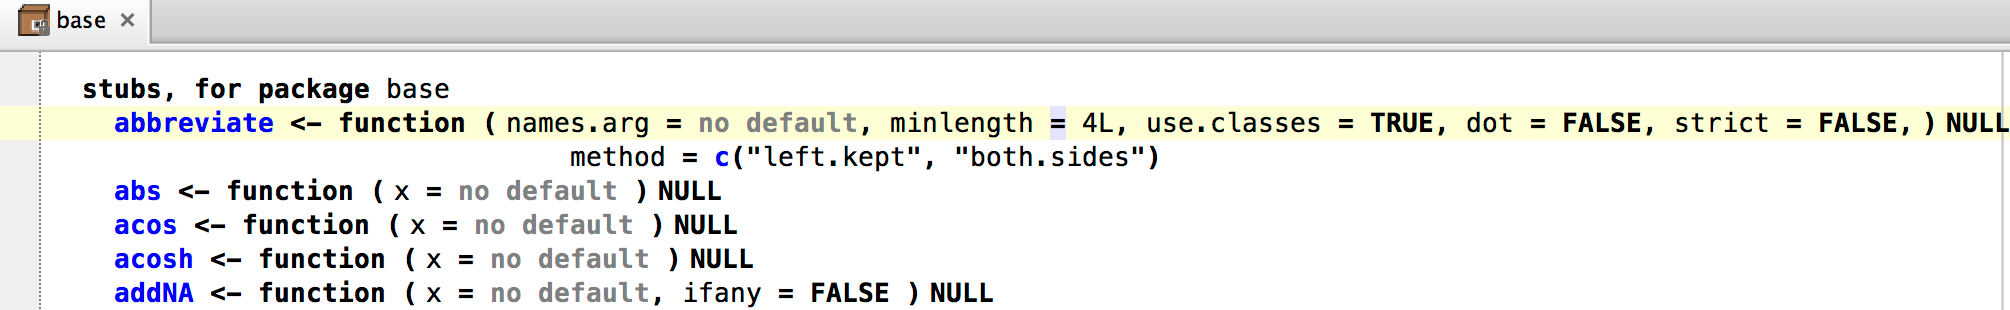 base ×
stubs, for package base
abbreviate <- function ( names.arg = no default, minlength = 4L, use.classes = TRUE, dot = FALSE, strict = FALSE, ) NULL
method = c("left.kept", "both.sides")
abs <- function ( x = no default ) NULL
acos <- function ( x = no default ) NULL
acosh <- function ( x = no default ) NULL
addNA <- function ( x = no default, ifany = FALSE ) NULL